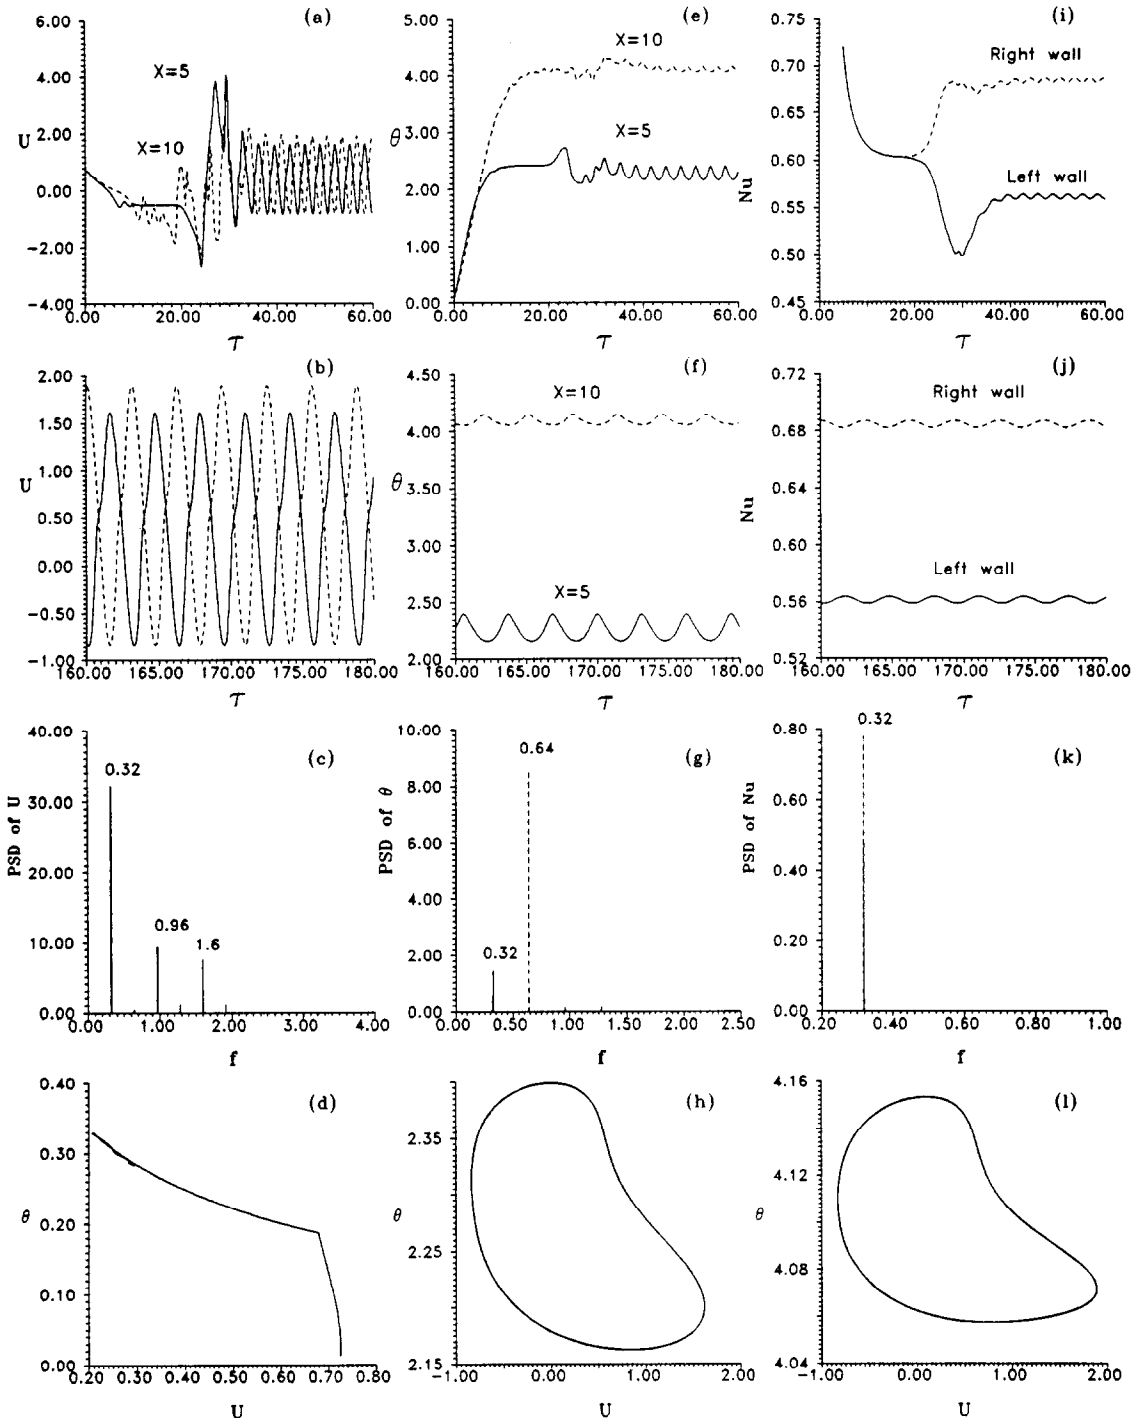 (a)
6.00
4.00
2.00
0.00
−2.00
−4.00
U
X=5
X=10
0.00 20.00 40.00 60.00
τ
(e)
5.00
4.00
3.00
2.00
1.00
0.00
θ
X=10
X=5
0.00 20.00 40.00 60.00
τ
(i)
0.75
0.70
0.65
0.60
0.55
0.50
0.45
Nu
Right wall
Left wall
0.00 20.00 40.00 60.00
τ
(b)
2.00
1.50
1.00
0.50
0.00
−0.50
−1.00
U
160.00 165.00 170.00 175.00 180.00
τ
(f)
4.50
4.00
3.50
3.00
2.50
2.00
θ
X=10
X=5
160.00 165.00 170.00 175.00 180.00
τ
(j)
0.72
0.68
0.64
0.60
0.56
0.52
Nu
Right wall
Left wall
160.00 165.00 170.00 175.00 180.00
τ
(c)
40.00
30.00
20.00
10.00
0.00
PSD of U
0.32
0.96
1.6
0.00 1.00 2.00 3.00 4.00
f
(g)
10.00
8.00
6.00
4.00
2.00
0.00
PSD of θ
0.64
0.32
0.00 0.50 1.00 1.50 2.00 2.50
f
(k)
0.80
0.60
0.40
0.20
0.00
PSD of Nu
0.32
0.20 0.40 0.60 0.80 1.00
f
(d)
0.40
0.30
0.20
0.10
0.00
θ
0.20 0.30 0.40 0.50 0.60 0.70 0.80
U
(h)
2.35
2.25
2.15
θ
−1.00 0.00 1.00 2.00
U
(l)
4.16
4.12
4.08
4.04
θ
−1.00 0.00 1.00 2.00
U